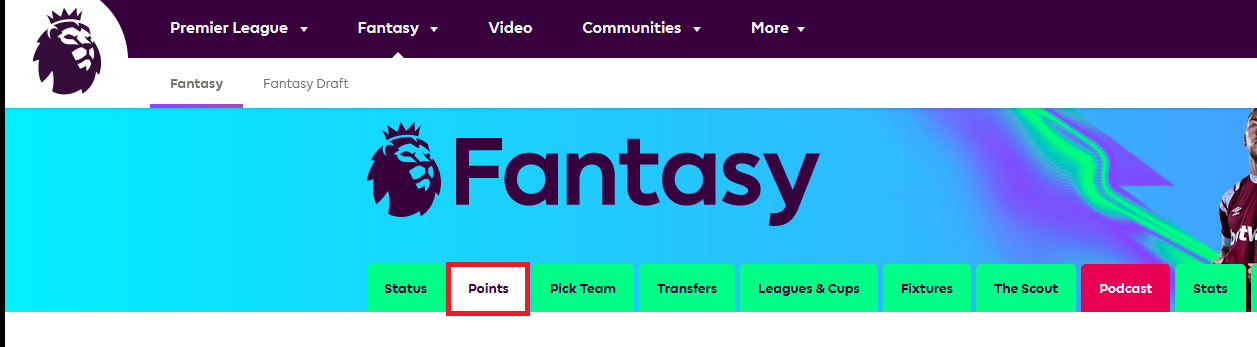 Premier League Fantasy Video Communities More
Fantasy Fantasy Draft
Fantasy
Status Points Pick Team Transfers Leagues & Cups Fixtures The Scout Podcast Stats